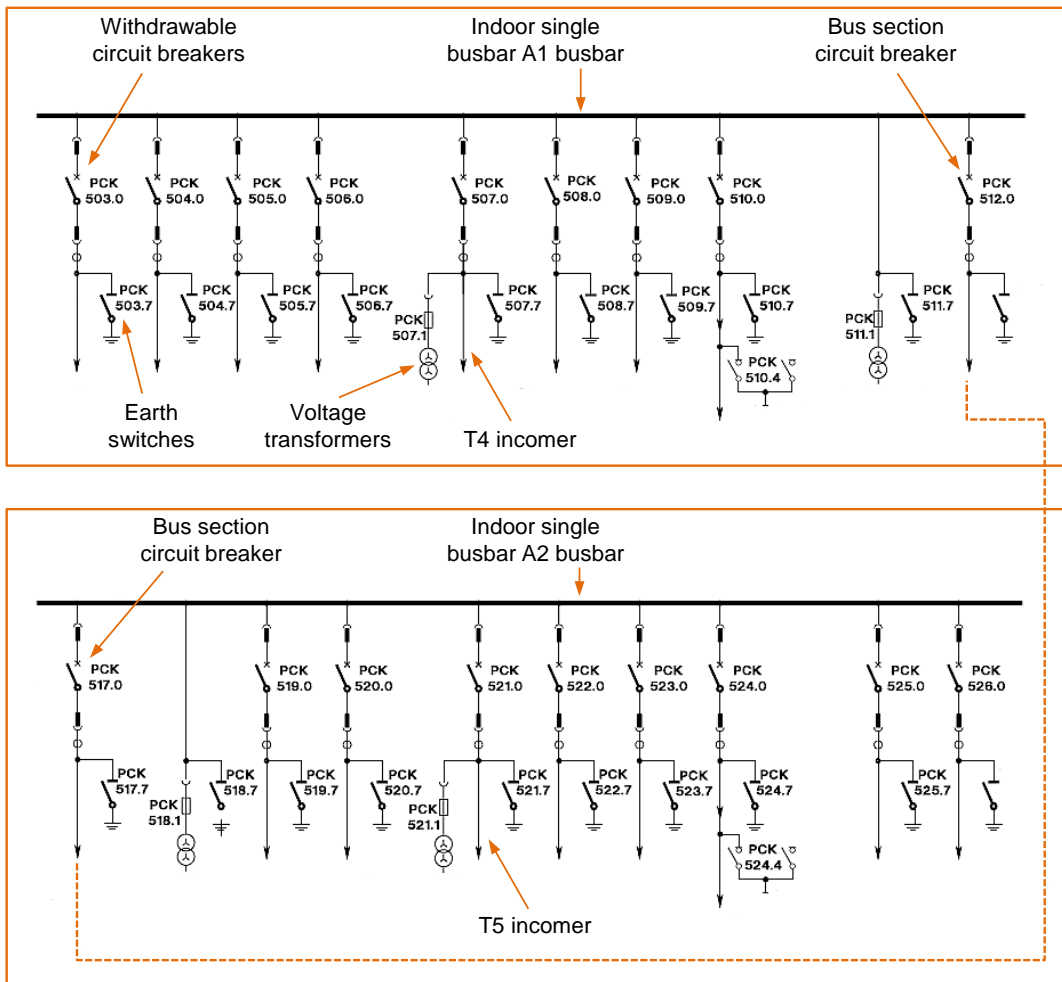 Withdrawable
circuit breakers
Indoor single
busbar A1 busbar
Bus section
circuit breaker
PCK
503.0
PCK
504.0
PCK
505.0
PCK
506.0
PCK
507.0
PCK
508.0
PCK
509.0
PCK
510.0
PCK
512.0
PCK
503.7
PCK
504.7
PCK
505.7
PCK
506.7
PCK
507.1
PCK
507.7
PCK
508.7
PCK
509.7
PCK
510.7
PCK
511.1
PCK
511.7
PCK
510.4
Earth
switches
Voltage
transformers
T4 incomer
Bus section
circuit breaker
Indoor single
busbar A2 busbar
PCK
517.0
PCK
519.0
PCK
520.0
PCK
521.0
PCK
522.0
PCK
523.0
PCK
524.0
PCK
525.0
PCK
526.0
PCK
517.7
PCK
518.1
PCK
518.7
PCK
519.7
PCK
520.7
PCK
521.1
PCK
521.7
PCK
522.7
PCK
523.7
PCK
524.7
PCK
525.7
PCK
524.4
T5 incomer